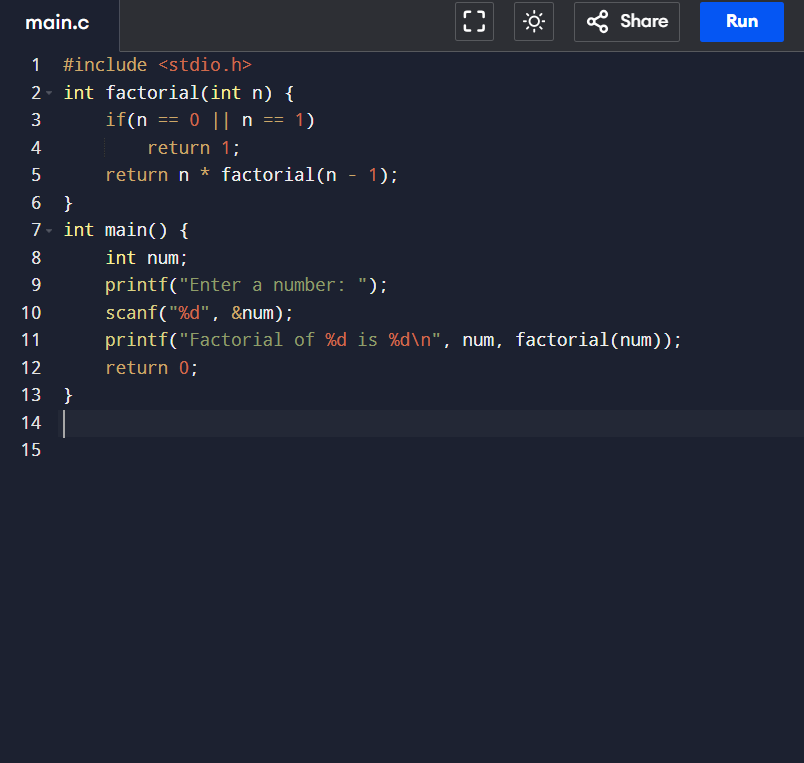 main.c
Share
Run
1 #include <stdio.h>
2 int factorial(int n) {
3     if(n == 0 || n == 1)
4         return 1;
5     return n * factorial(n - 1);
6 }
7 int main() {
8     int num;
9     printf("Enter a number: ");
10     scanf("%d", &num);
11     printf("Factorial of %d is %d\n", num, factorial(num));
12     return 0;
13 }
14
15